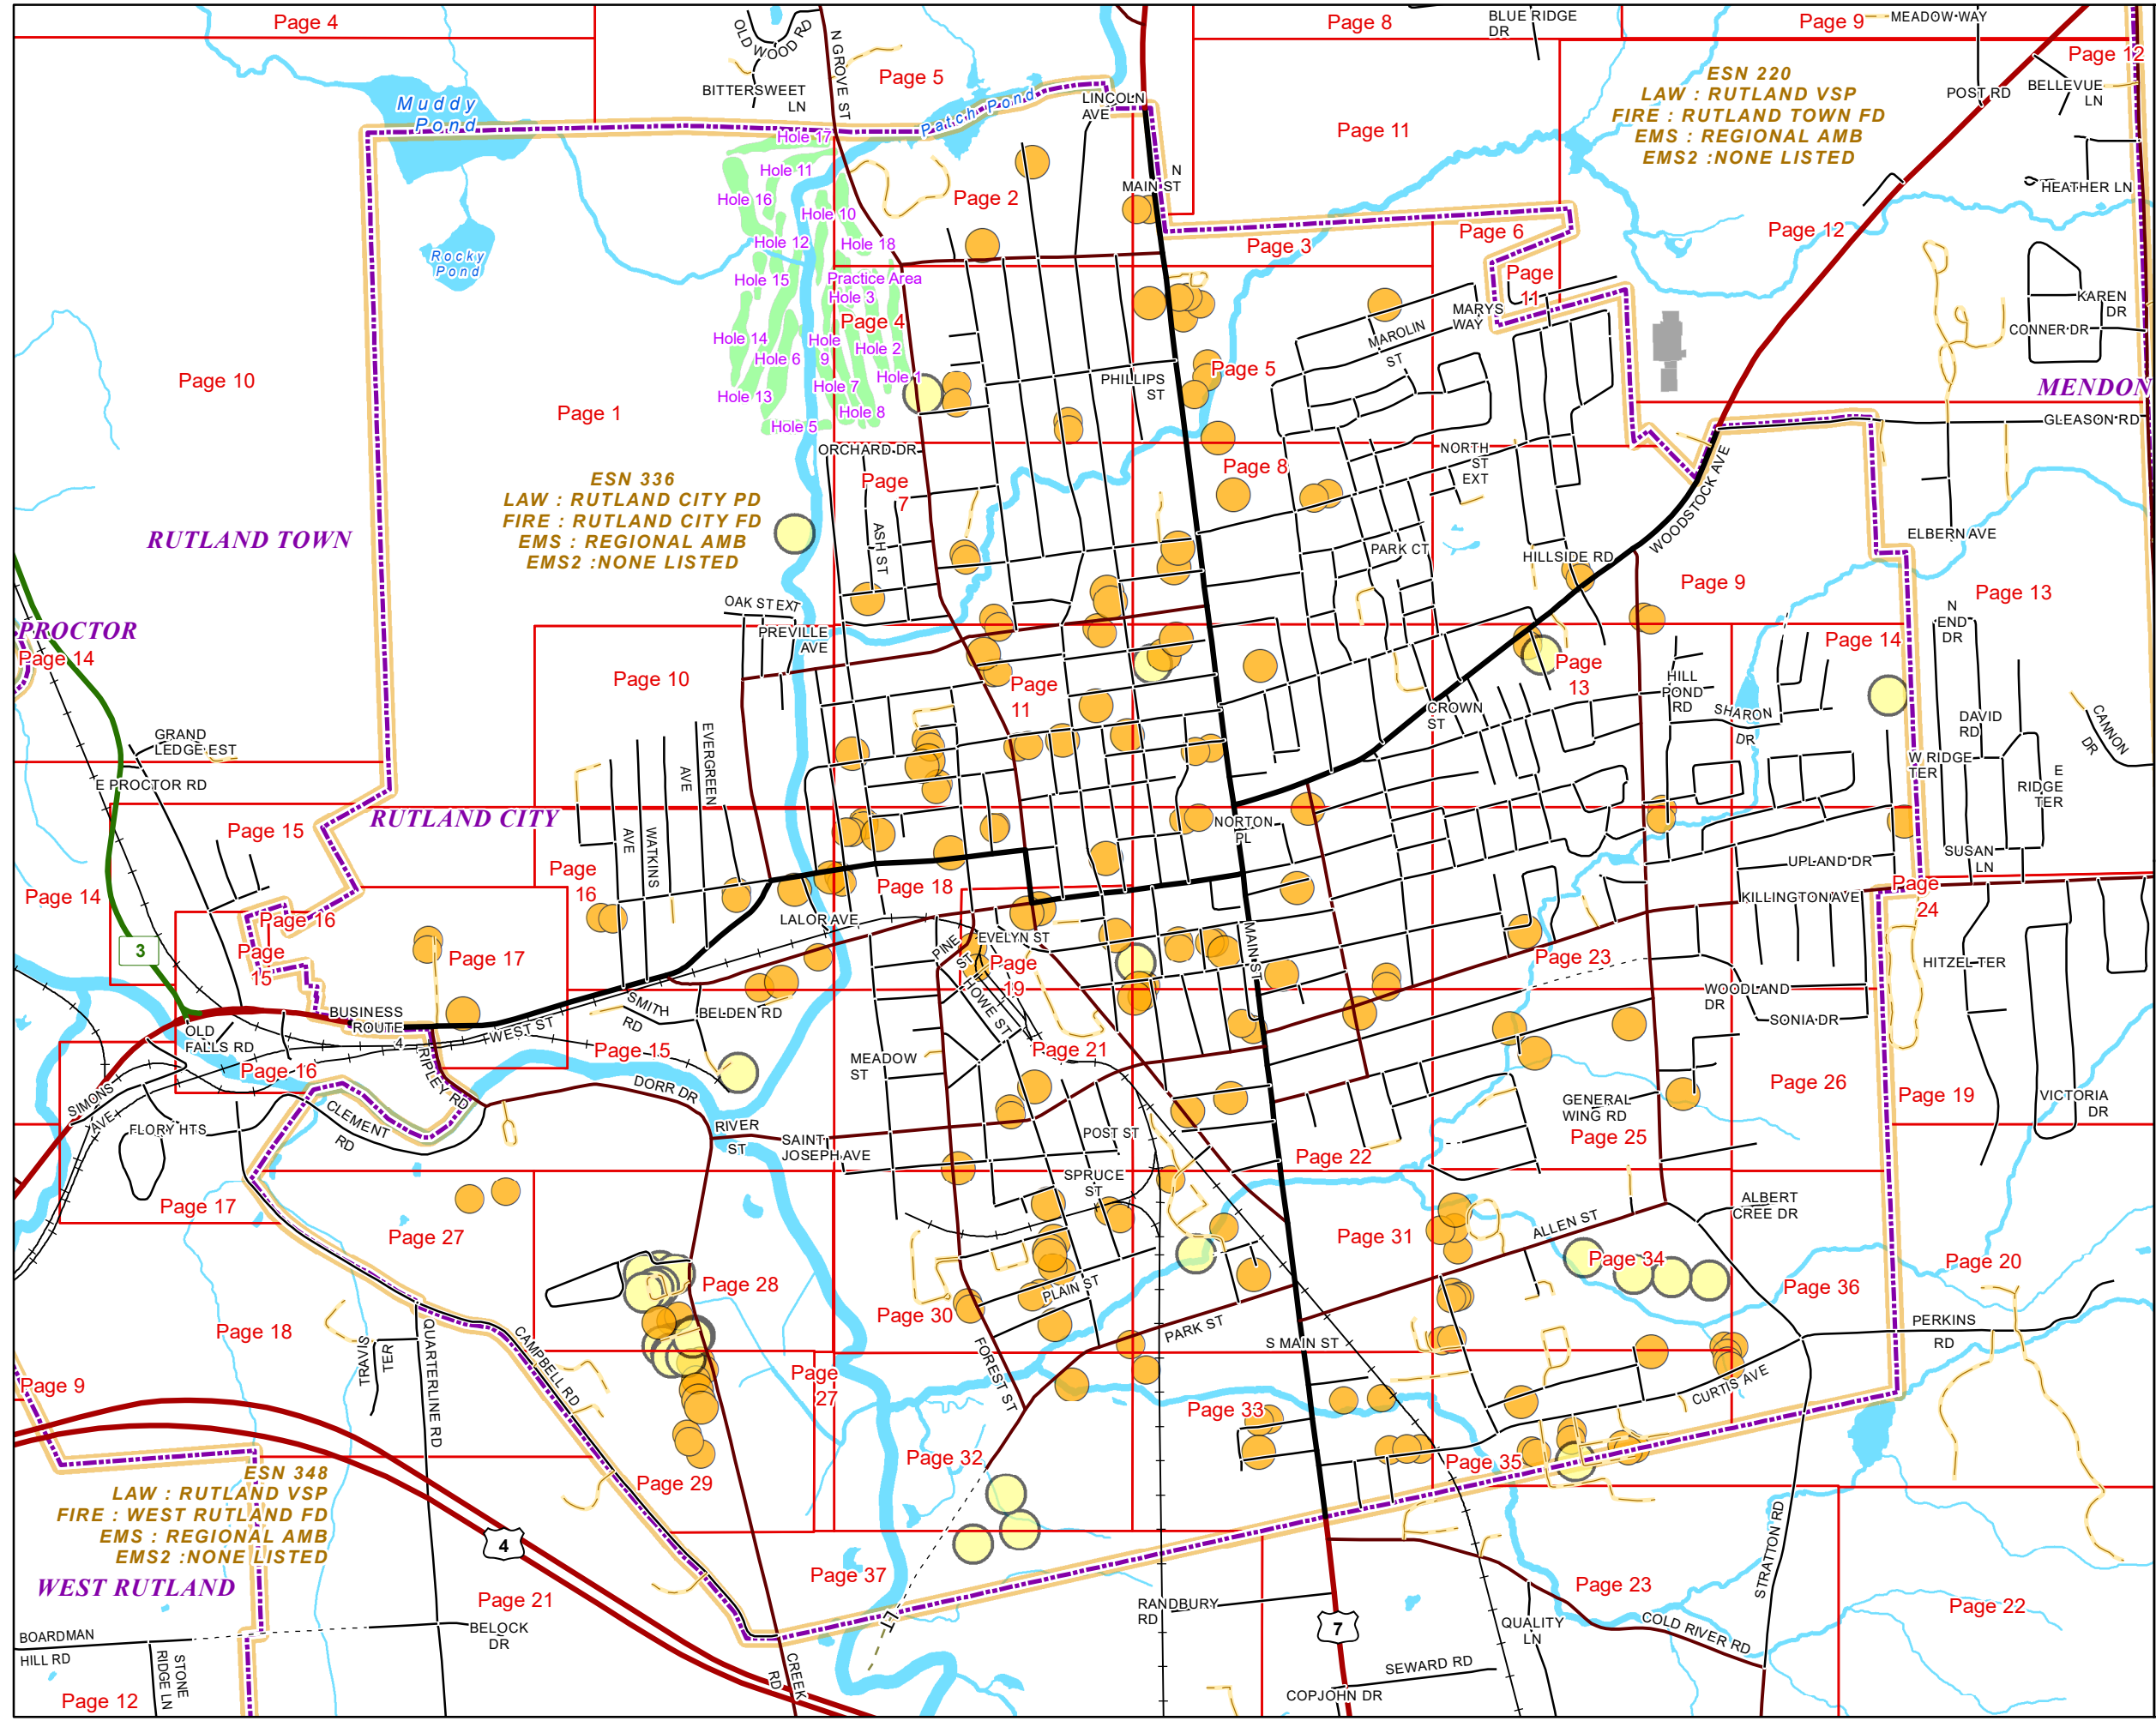 Page 4
OLD WOOD RD
N GROVE ST
Page 8
BLUE RIDGE
DR
Page 9
MEADOW WAY
Page 12
BITTERSWEET
LN
Page 5
Muddy
Pond
Patch Pond
LINCOLN
AVE
Page 11
ESN 220
LAW : RUTLAND VSP
FIRE : RUTLAND TOWN FD
EMS : REGIONAL AMB
EMS2 :NONE LISTED
POST RD
BELLEVUE
LN
Hole 17
Hole 11
Hole 16
Hole 10
Page 2
N
MAIN ST
HEATHER LN
Hole 12
Hole 18
Rocky
Pond
Page 3
Page 6
Page 12
Hole 15
Practice Area
Hole 3
Page
11
KAREN
DR
CONNER DR
Page 4
MARYS
WAY
MAROLIN
ST
Hole 14
Hole
9
Hole 2
Hole 6
Page 10
Page 1
Hole 7
Hole 1
Hole 13
Hole 8
Hole 5
PHILLIPS
ST
Page 5
MENDON
GLEASON RD
ORCHARD DR
NORTH
ST
EXT
Page 8
Page
7
WOODSTOCK AVE
ESN 336
LAW : RUTLAND CITY PD
FIRE : RUTLAND CITY FD
EMS : REGIONAL AMB
EMS2 :NONE LISTED
RUTLAND TOWN
ASH ST
PARK CT
HILLSIDE RD
ELBERN AVE
Page 9
Page 13
PROCTOR
Page 14
OAK ST EXT
PREVILLE
AVE
N
END
DR
Page 14
Page 10
Page
11
Page
13
HILL
POND
RD
CROWN
ST
SHARON
DR
DAVID
RD
CANNON
DR
GRAND
LEDGE EST
E PROCTOR RD
EVERGREEN
AVE
W RIDGE
TER
E
RIDGE
TER
RUTLAND CITY
Page 15
AVE
WATKINS
NORTON
PL
SUSAN
LN
UPLAND DR
Page 14
Page
16
Page 18
KILLINGTON AVE
Page
24
Page 16
LALOR AVE
3
Page
15
Page 17
PINE
ST
EVELYN ST
MAIN ST
Page 23
HITZEL TER
Page
19
HOWE ST
WOODLAND
DR
SONIA DR
BUSINESS
ROUTE
4
OLD
FALLS RD
SMITH
RD
BELDEN RD
WEST ST
Page 15
MEADOW
ST
Page 21
Page 16
RIPLEY RD
DORR DR
Page 26
Page 19
VICTORIA
DR
SIMONS
AVE
FLORY HTS
CLEMENT
RD
GENERAL
WING RD
Page 25
RIVER
ST
SAINT
JOSEPH AVE
POST ST
Page 22
SPRUCE
ST
Page 17
Page 27
ALBERT
CREE DR
Page 31
ALLEN ST
Page 34
Page 20
Page 28
Page 30
PLAIN ST
Page 36
Page 18
TRAVIS
TER
QUARTERLINE RD
CAMPBELL RD
PARK ST
S MAIN ST
PERKINS
RD
Page 9
Page
27
FOREST ST
CURTIS AVE
Page 33
Page 32
Page 35
Page 29
ESN 348
LAW : RUTLAND VSP
FIRE : WEST RUTLAND FD
EMS : REGIONAL AMB
EMS2 :NONE LISTED
WEST RUTLAND
4
Page 37
Page 21
STRATTON RD
Page 23
Page 22
RANDBURY
RD
7
QUALITY
LN
COLD RIVER RD
BOARDMAN
HILL RD
BELOCK
DR
STONE
RIDGE LN
CREEK
RD
SEWARD RD
COPJOHN DR
Page 12